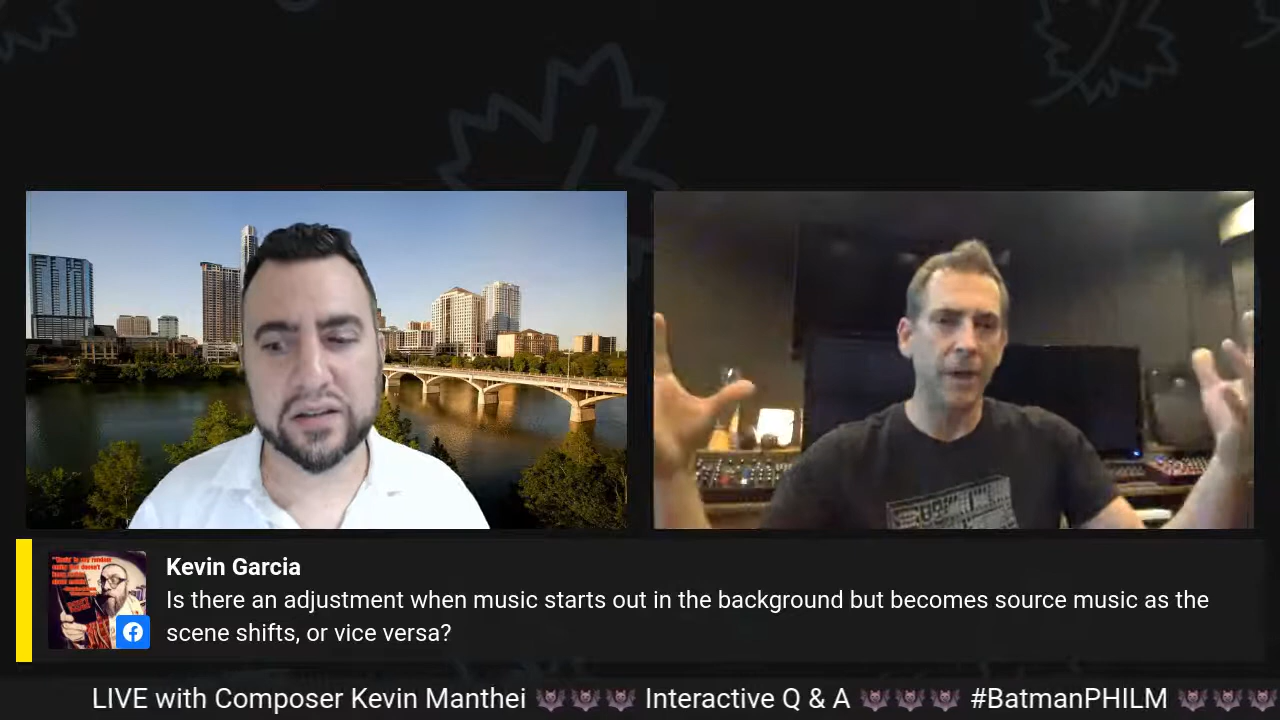 Kevin Garcia
Is there an adjustment when music starts out in the background but becomes source music as the
scene shifts, or vice versa?
LIVE with Composer Kevin Manthei 🦇🦇🦇 Interactive Q & A 🦇🦇🦇 #BatmanPHILM 🦇🦇🦇